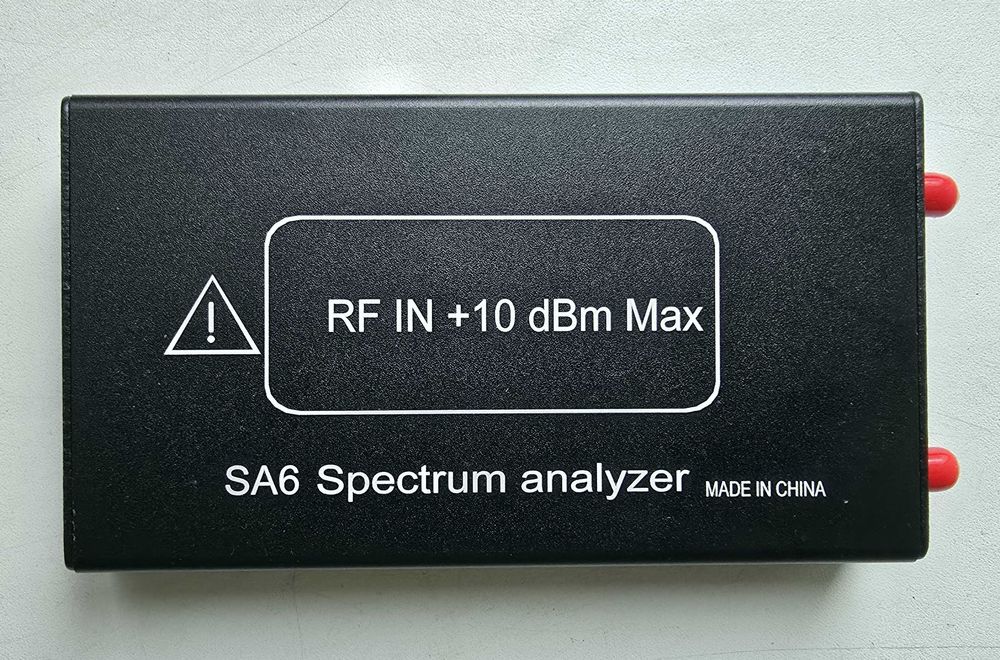 RF IN +10 dBm Max
SA6 Spectrum analyzer MADE IN CHINA